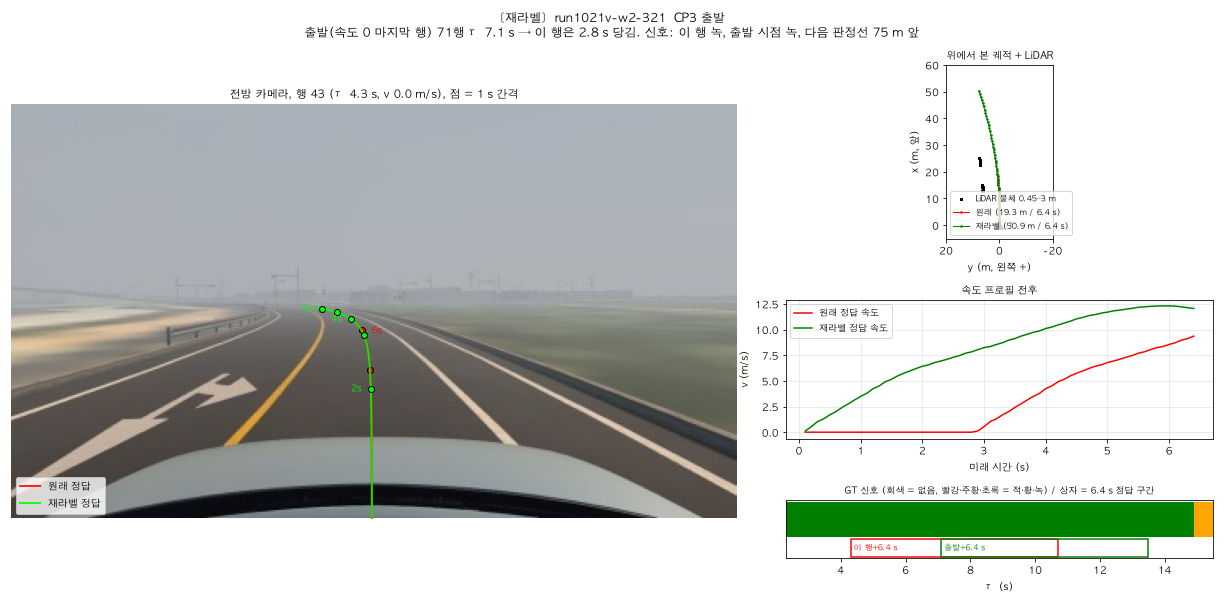 〔재라벨〕 run1021v-w2-321 CP3 출발
출발(속도 0 마지막 행) 71행 τ 7.1 s → 이 행은 2.8 s 당김. 신호: 이 행 녹, 출발 시점 녹, 다음 판정선 75 m 앞
전방 카메라, 행 43 (τ 4.3 s, v 0.0 m/s), 점 = 1 s 간격
6s
2s
원래 정답
재라벨 정답
위에서 본 궤적 + LiDAR
60
50
40
30
20
10
0
x (m, 앞)
LiDAR 물체 0.45-3 m
원래 (19.3 m / 6.4 s)
재라벨 (50.9 m / 6.4 s)
20 0 -20
y (m, 왼쪽 +)
속도 프로필 전후
12.5
10.0
7.5
5.0
2.5
0.0
v (m/s)
원래 정답 속도
재라벨 정답 속도
0 1 2 3 4 5 6
미래 시간 (s)
GT 신호 (회색 = 없음, 빨강·주황·초록 = 적·황·녹) / 상자 = 6.4 s 정답 구간
이 행+6.4 s
출발+6.4 s
4 6 8 10 12 14
τ (s)